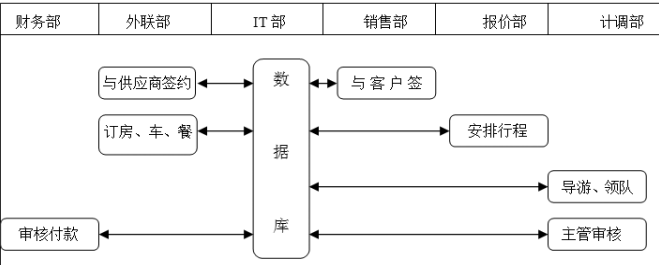 财务部
外联部
IT部
销售部
报价部
计调部
与供应商签约
数
与客户签
订房、车、餐
安排行程
据
导游、领队
审核付款
库
主管审核